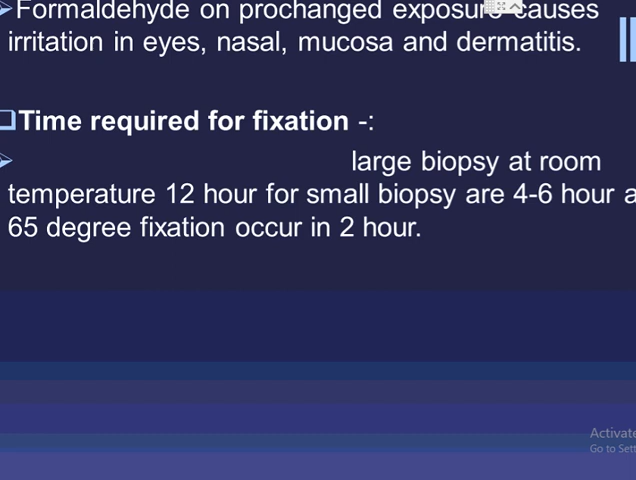 Formaldehyde on prochanged exposure causes
irritation in eyes, nasal, mucosa and dermatitis.
Time required for fixation -:
large biopsy at room
temperature 12 hour for small biopsy are 4-6 hour
65 degree fixation occur in 2 hour.
Activate
Go to Sett